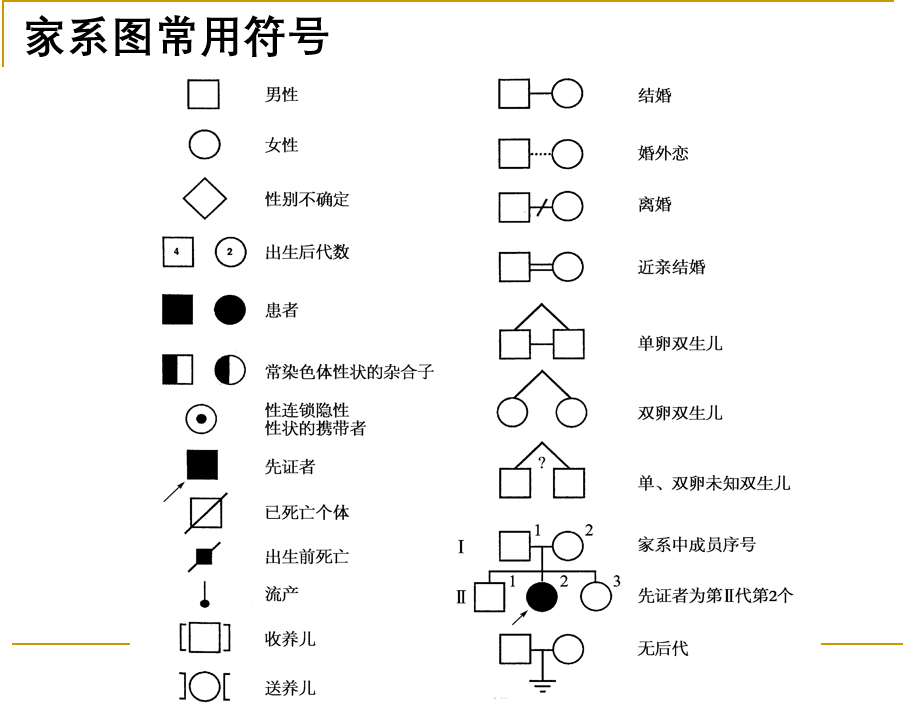 家系图常用符号
男性
女性
性别不确定
4 2 出生后代数
患者
常染色体性状的杂合子
性连锁隐性
性状的携带者
先证者
已死亡个体
出生前死亡
流产
收养儿
送养儿
结婚
婚外恋
离婚
近亲结婚
单卵双生儿
双卵双生儿
? 单、双卵未知双生儿
I 1 2 家系中成员序号
II 1 2 3 先证者为第II代第2个
无后代